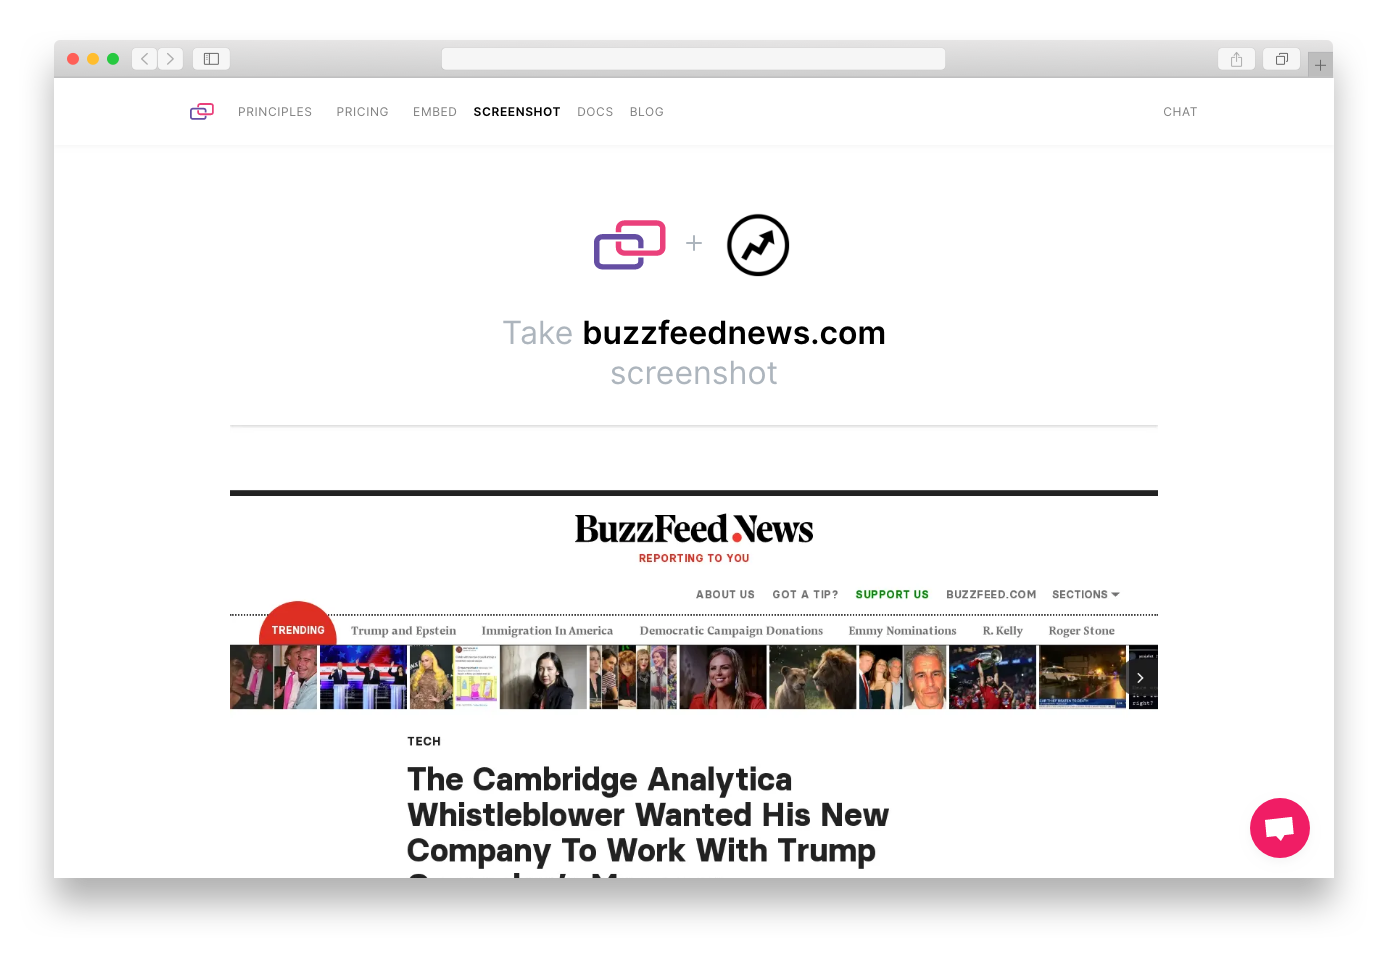 PRINCIPLES PRICING EMBED SCREENSHOT DOCS BLOG CHAT
Take buzzfeednews.com
screenshot
BuzzFeed.News
REPORTING TO YOU
ABOUT US GOT A TIP? SUPPORT US BUZZFEED.COM SECTIONS
TRENDING Trump and Epstein Immigration In America Democratic Campaign Donations Emmy Nominations R. Kelly Roger Stone
right?
TECH
The Cambridge Analytica
Whistleblower Wanted His New
Company To Work With Trump